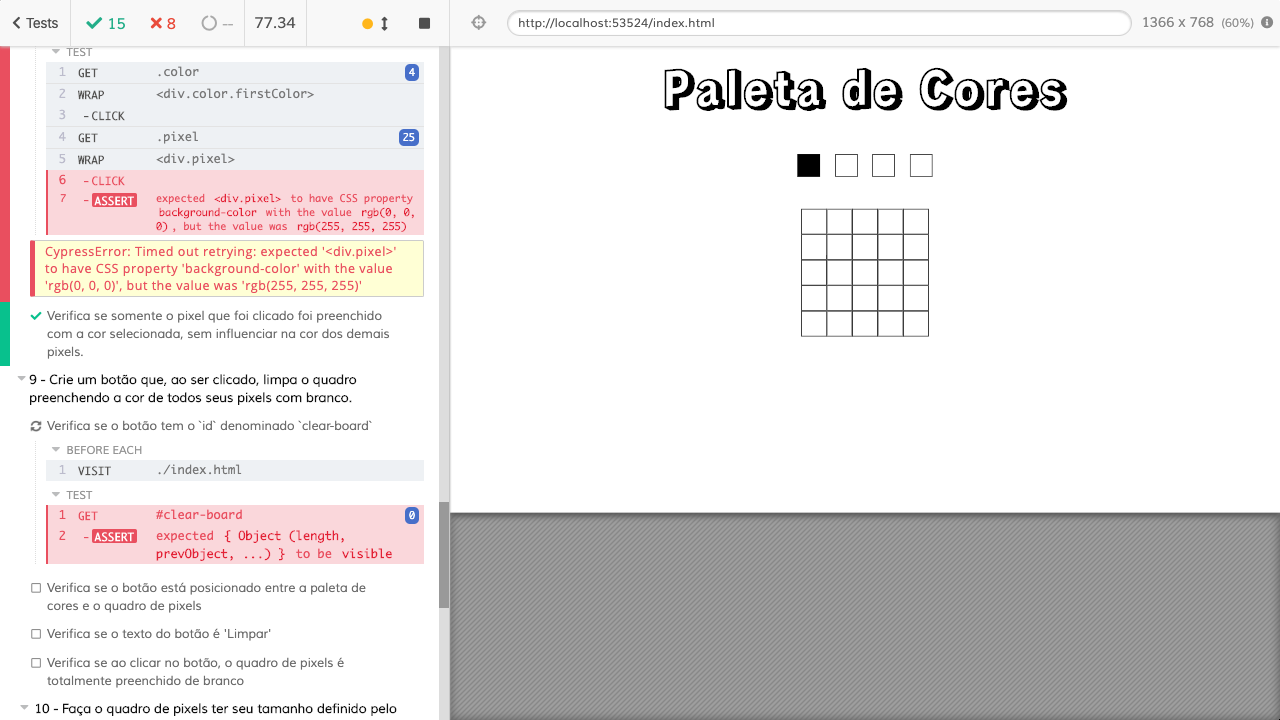 Tests 15 8 -- 77.34 http://localhost:53524/index.html 1366 x 768 (60%)
TEST
1 GET .color 4
2 WRAP <div.color.firstColor>
3 -CLICK
4 GET .pixel 25
5 WRAP <div.pixel>
6 -CLICK
7 -ASSERT expected <div.pixel> to have CSS property
background-color with the value rgb(0, 0,
0), but the value was rgb(255, 255, 255)
CypressError: Timed out retrying: expected '<div.pixel>'
to have CSS property 'background-color' with the value
'rgb(0, 0, 0)', but the value was 'rgb(255, 255, 255)'
Verifica se somente o pixel que foi clicado foi preenchido
com a cor selecionada, sem influenciar na cor dos demais
pixels.
9 - Crie um botão que, ao ser clicado, limpa o quadro
preenchendo a cor de todos seus pixels com branco.
Verifica se o botão tem o `id` denominado `clear-board`
BEFORE EACH
1 VISIT ./index.html
TEST
1 GET #clear-board 0
2 -ASSERT expected { Object (length,
prevObject, ...) } to be visible
Verifica se o botão está posicionado entre a paleta de
cores e o quadro de pixels
Verifica se o texto do botão é 'Limpar'
Verifica se ao clicar no botão, o quadro de pixels é
totalmente preenchido de branco
10 - Faça o quadro de pixels ter seu tamanho definido pelo
Paleta de Cores